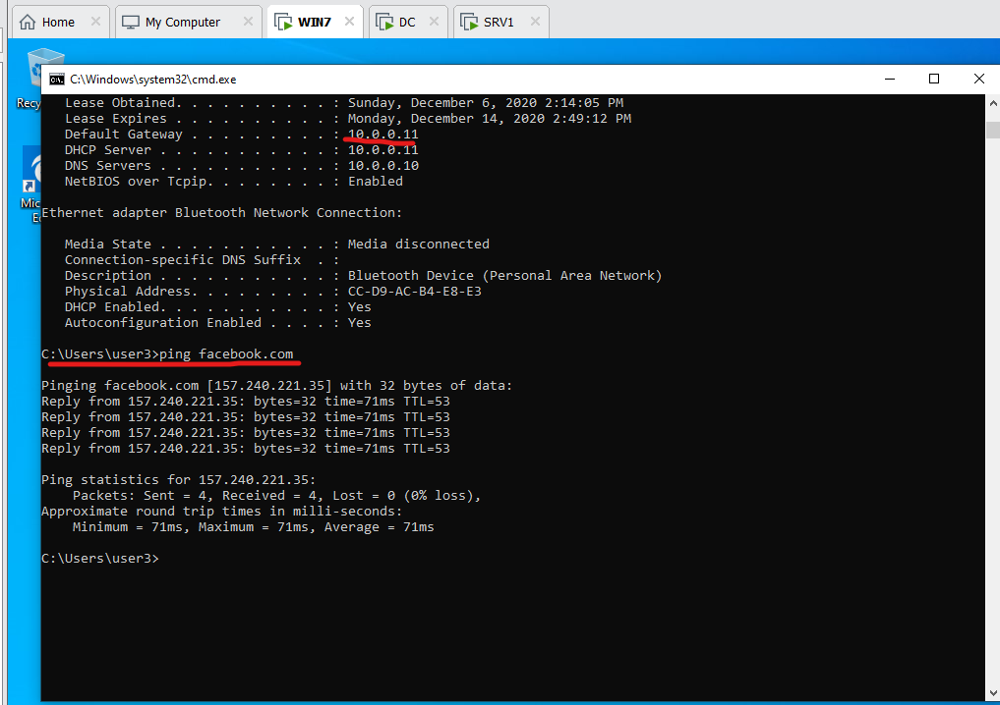 Home
My Computer
WIN7
DC
SRV1
C:\Windows\system32\cmd.exe
Recy
Lease Obtained. . . . . . . . . . : Sunday, December 6, 2020 2:14:05 PM
Lease Expires . . . . . . . . . . : Monday, December 14, 2020 2:49:12 PM
Default Gateway . . . . . . . . . : 10.0.0.11
DHCP Server . . . . . . . . . . . : 10.0.0.11
DNS Servers . . . . . . . . . . . : 10.0.0.10
NetBIOS over Tcpip. . . . . . . . : Enabled
Mic
E
Ethernet adapter Bluetooth Network Connection:
Media State . . . . . . . . . . . : Media disconnected
Connection-specific DNS Suffix . :
Description . . . . . . . . . . . : Bluetooth Device (Personal Area Network)
Physical Address. . . . . . . . . : CC-D9-AC-B4-E8-E3
DHCP Enabled. . . . . . . . . . . : Yes
Autoconfiguration Enabled . . . . : Yes
C:\Users\user3>ping facebook.com
Pinging facebook.com [157.240.221.35] with 32 bytes of data:
Reply from 157.240.221.35: bytes=32 time=71ms TTL=53
Reply from 157.240.221.35: bytes=32 time=71ms TTL=53
Reply from 157.240.221.35: bytes=32 time=71ms TTL=53
Reply from 157.240.221.35: bytes=32 time=71ms TTL=53
Ping statistics for 157.240.221.35:
Packets: Sent = 4, Received = 4, Lost = 0 (0% loss),
Approximate round trip times in milli-seconds:
Minimum = 71ms, Maximum = 71ms, Average = 71ms
C:\Users\user3>